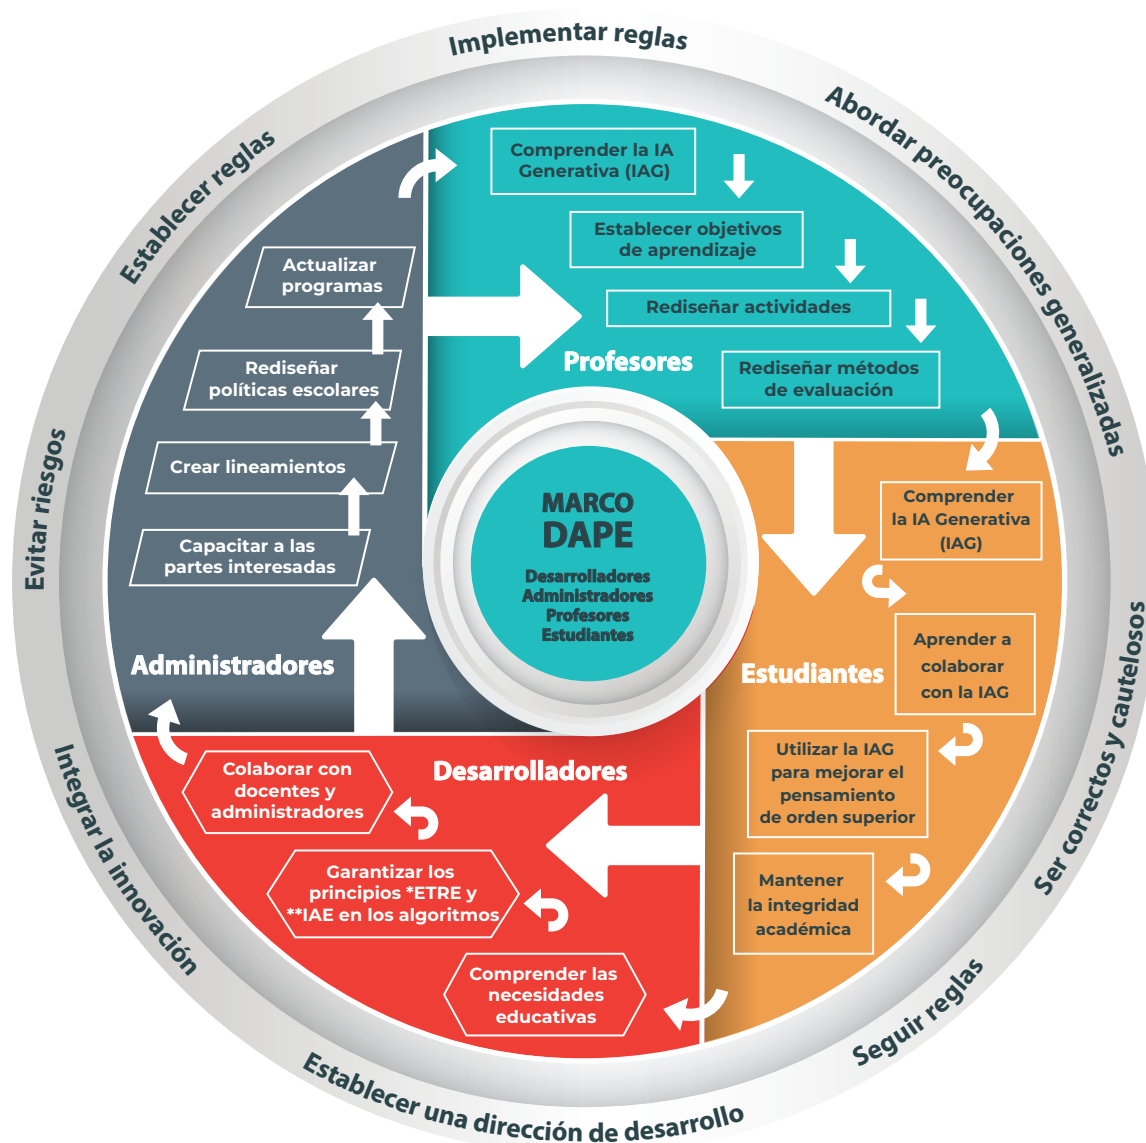 Implementar reglas
Abordar preocupaciones generalizadas
Ser correctos y cautelosos
Seguir reglas
Establecer una dirección de desarrollo
Integrar la innovación
Evitar riesgos
Establecer reglas
Comprender la IA
Generativa (IAG)
Establecer objetivos
de aprendizaje
Rediseñar actividades
Rediseñar métodos
de evaluación
Profesores
Comprender
la IA Generativa
(IAG)
Aprender a
colaborar
con la IAG
Utilizar la IAG
para mejorar el
pensamiento
de orden superior
Mantener
la integridad
académica
Estudiantes
Comprender las
necesidades
educativas
Garantizar los
principios *ETRE y
**IAE en los algoritmos
Colaborar con
docentes y
administradores
Desarrolladores
Capacitar a las
partes interesadas
Crear lineamientos
Rediseñar
políticas escolares
Actualizar
programas
Administradores
MARCO
DAPE
Desarrolladores
Administradores
Profesores
Estudiantes